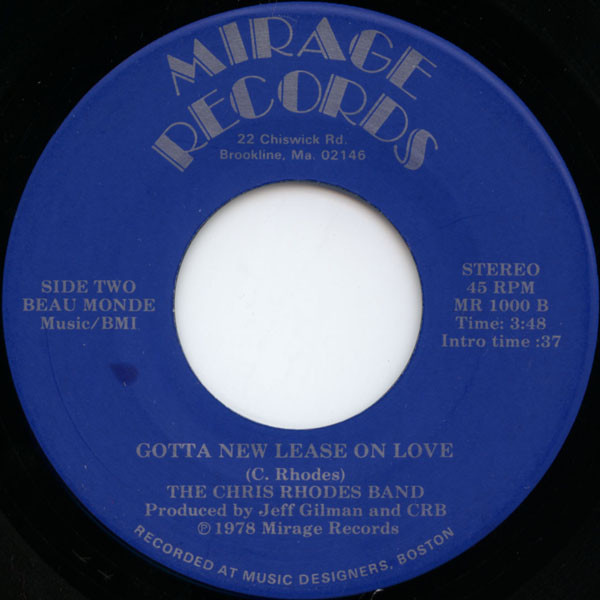 MIRAGE
RECORDS
22 Chiswick Rd.
Brookline, Ma. 02146
SIDE TWO
BEAU MONDE
Music/BMI
STEREO
45 RPM
MR 1000 B
Time: 3:48
Intro time :37
GOTTA NEW LEASE ON LOVE
(C. Rhodes)
THE CHRIS RHODES BAND
Produced by Jeff Gilman and CRB
℗ 1978 Mirage Records
RECORDED AT MUSIC DESIGNERS, BOSTON